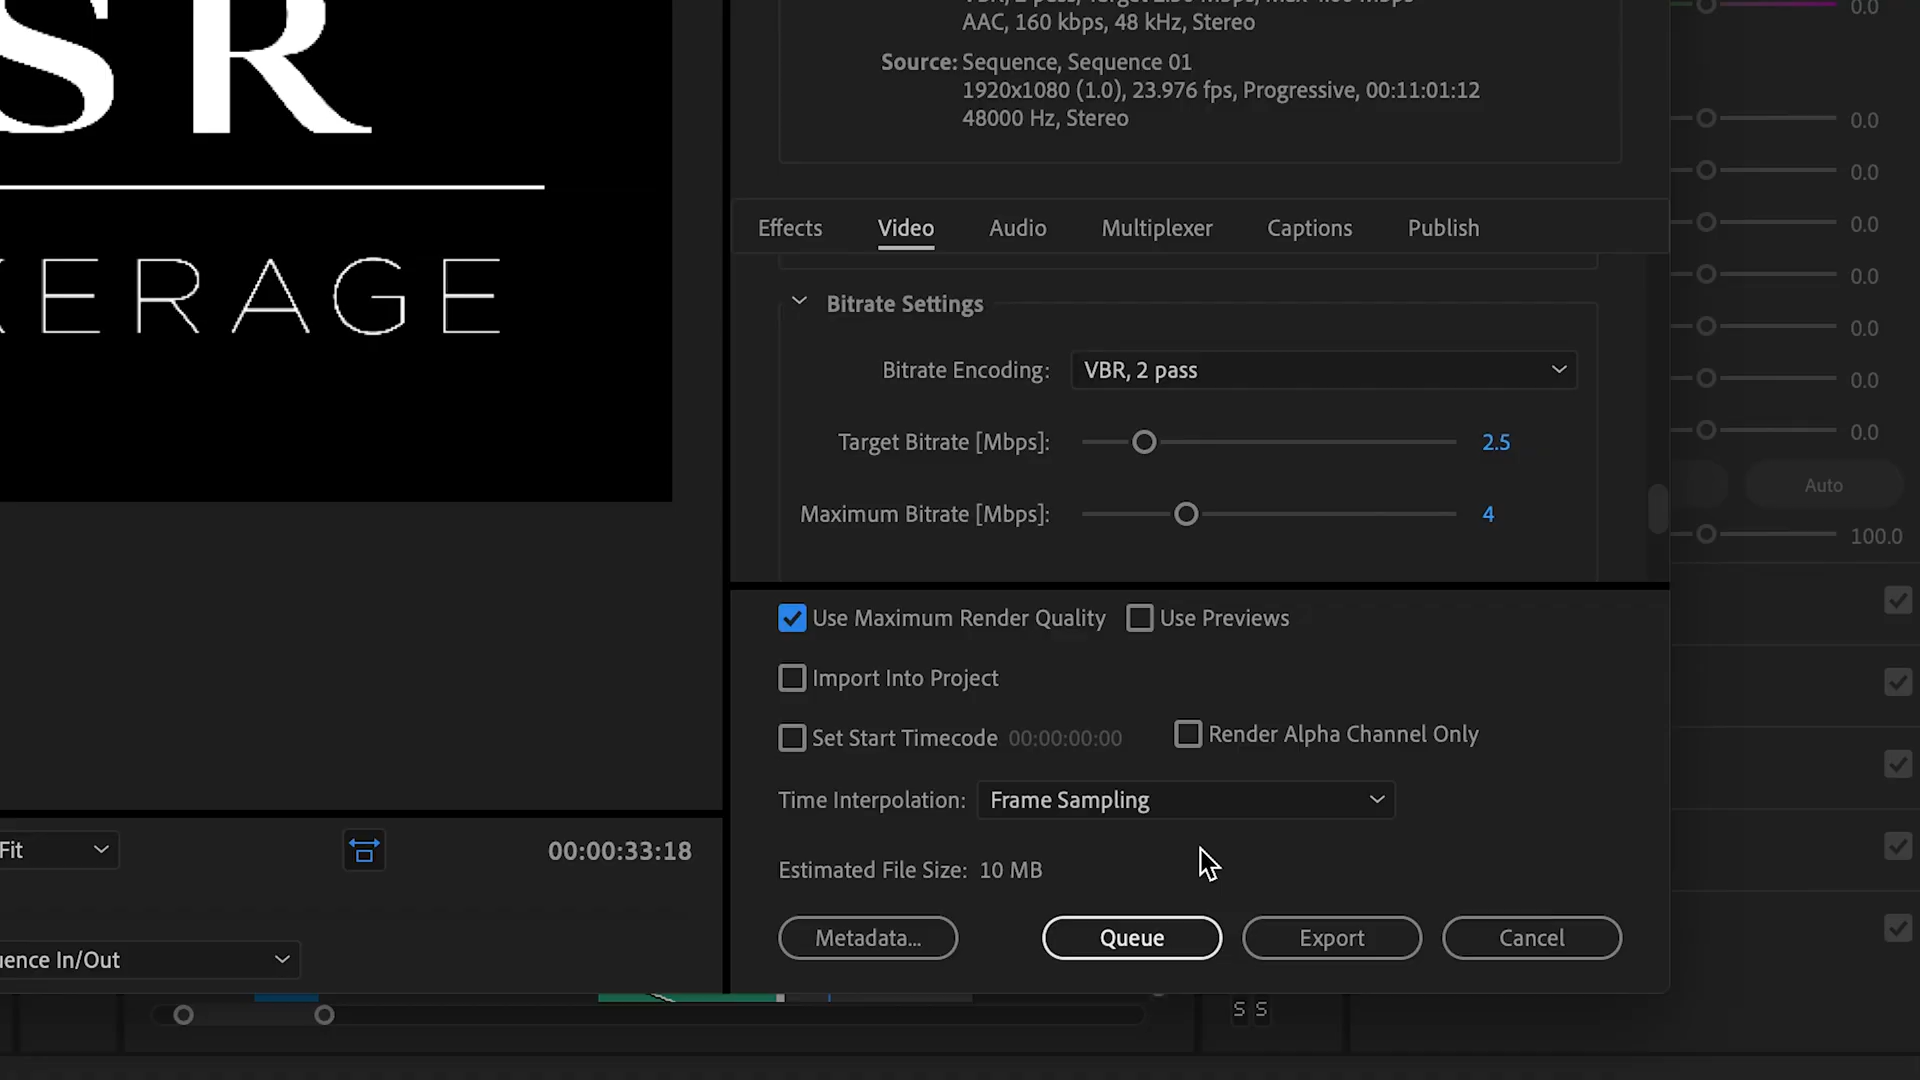 SR
ERAGE
AAC, 160 kbps, 48 kHz, Stereo
Source: Sequence, Sequence 01
1920x1080 (1.0), 23.976 fps, Progressive, 00:11:01:12
48000 Hz, Stereo
Effects Video Audio Multiplexer Captions Publish
Bitrate Settings
Bitrate Encoding: VBR, 2 pass
Target Bitrate [Mbps]: 2.5
Maximum Bitrate [Mbps]: 4
Use Maximum Render Quality Use Previews
Import Into Project
Set Start Timecode 00:00:00:00 Render Alpha Channel Only
Time Interpolation: Frame Sampling
Estimated File Size: 10 MB
Metadata... Queue Export Cancel
Fit 00:00:33:18
uence In/Out
0.0
0.0
0.0
0.0
0.0
0.0
0.0
0.0
Auto
100.0
S S